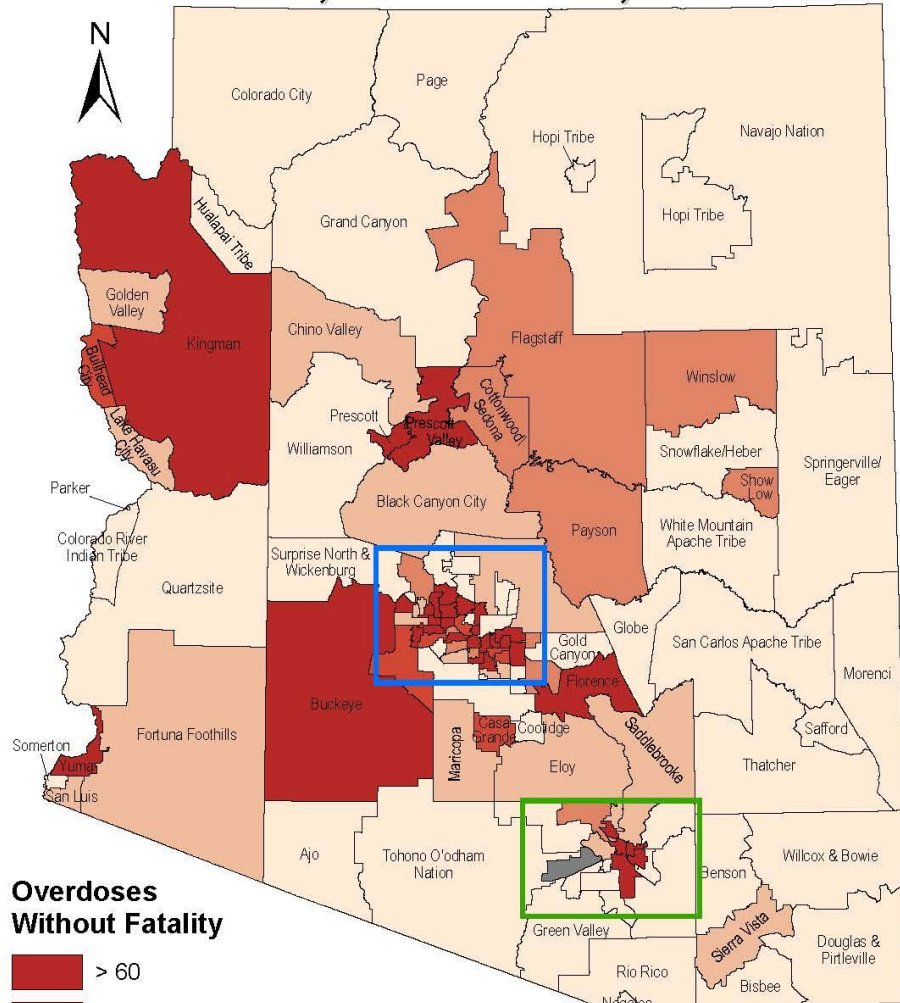 N
Colorado City
Page
Hopi Tribe
Navajo Nation
Hualapai Tribe
Grand Canyon
Hopi Tribe
Golden
Valley
Chino Valley
Flagstaff
Kingman
Bullhead
City
Winslow
Cottonwood/
Sedona
Prescott
Prescott
Valley
Lake Havasu
City
Williamson
Snowflake/Heber
Springerville/
Eager
Show
Low
Parker
Black Canyon City
Payson
White Mountain
Apache Tribe
Colorado River
Indian Tribe
Surprise North &
Wickenburg
Quartzsite
Globe
Gold
Canyon
San Carlos Apache Tribe
Morenci
Florence
Buckeye
Fortuna Foothills
Casa
Grande
Coolidge
Saddlebrooke
Safford
Somerton
Yuma
Maricopa
Eloy
Thatcher
San Luis
Ajo
Tohono O'odham
Nation
Benson
Willcox & Bowie
Overdoses
Without Fatality
Green Valley
Sierra Vista
Douglas &
Pirtleville
> 60
Rio Rico
Bisbee